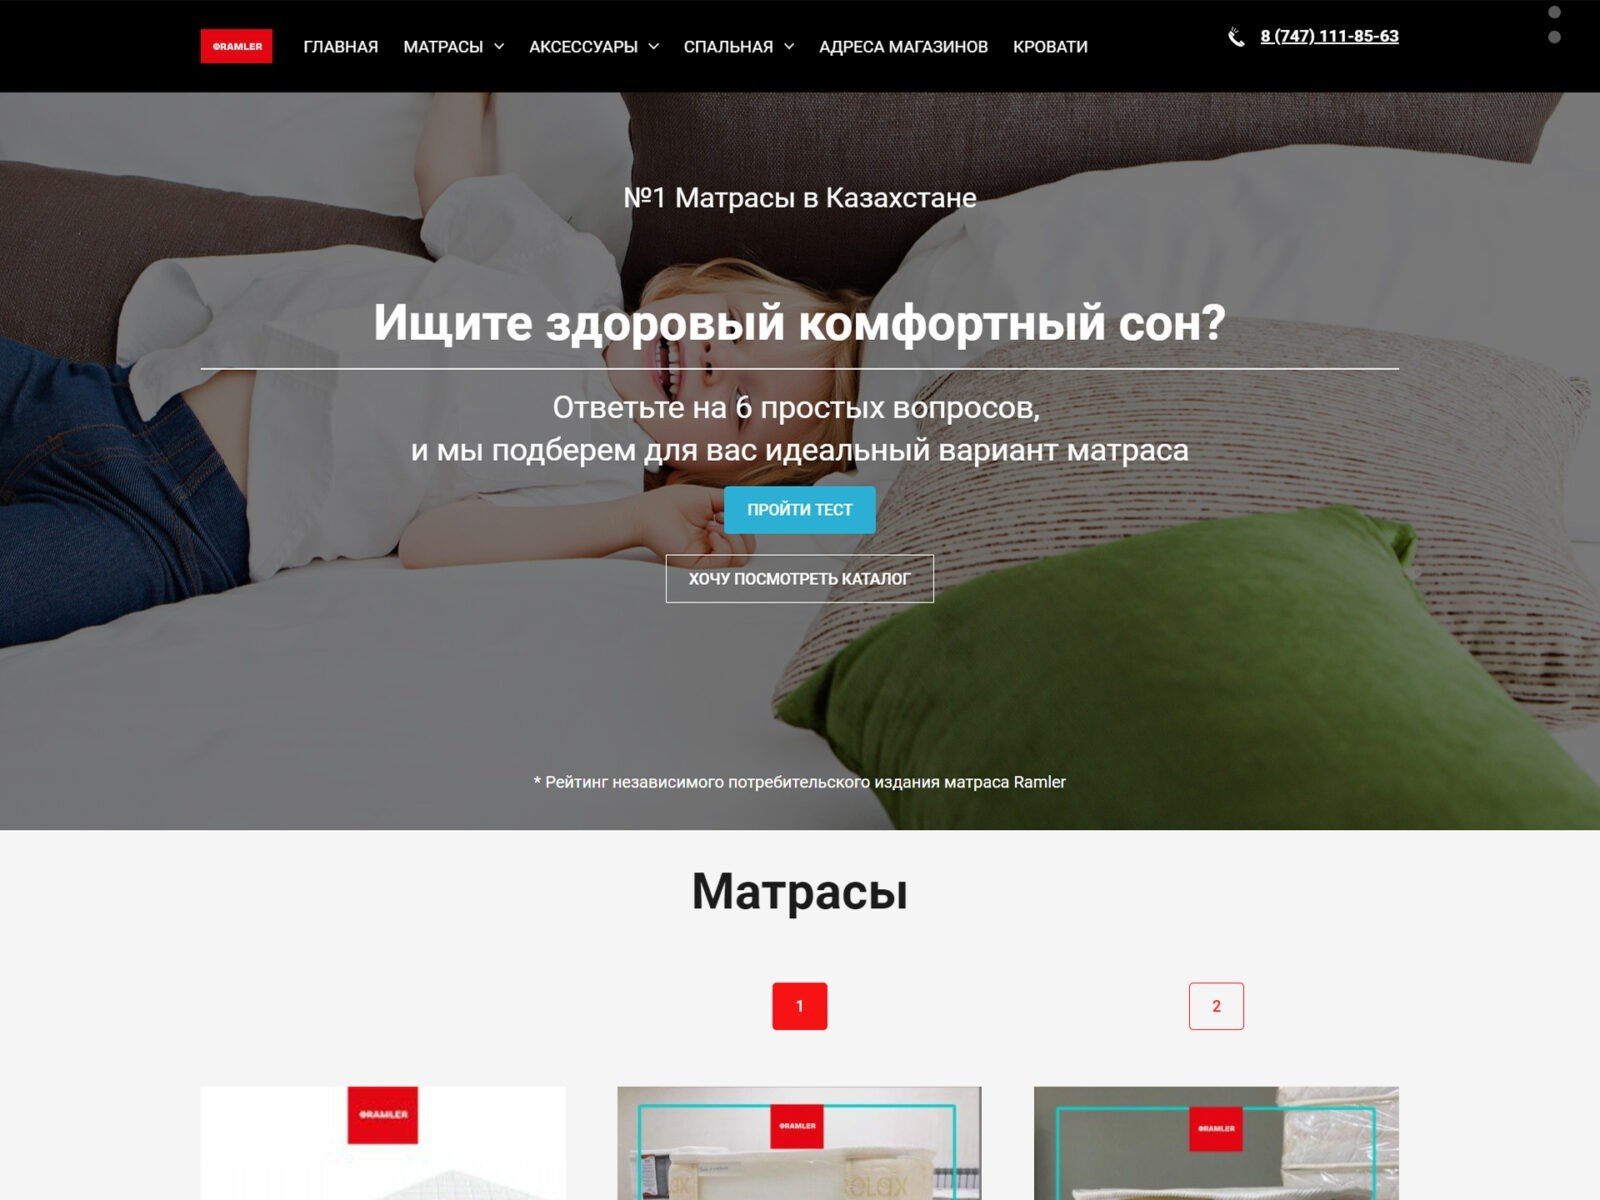 RAMLER
ГЛАВНАЯ
МАТРАСЫ
АКСЕССУАРЫ
СПАЛЬНАЯ
АДРЕСА МАГАЗИНОВ
КРОВАТИ
8 (747) 111-85-63
№1 Матрасы в Казахстане
Ищите здоровый комфортный сон?
Ответьте на 6 простых вопросов,
и мы подберем для вас идеальный вариант матраса
ПРОЙТИ ТЕСТ
ХОЧУ ПОСМОТРЕТЬ КАТАЛОГ
* Рейтинг независимого потребительского издания матраса Ramler
Матрасы
1
2
RAMLER
RAMLER
RAMLER